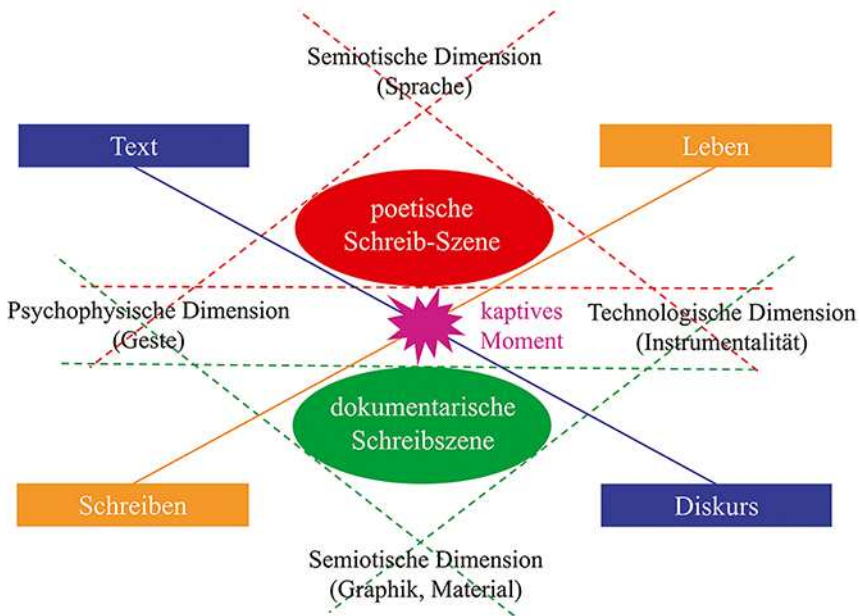 Semiotische Dimension
(Sprache)
Text
Leben
poetische
Schreib-Szene
Psychophysische Dimension
(Geste)
kaptives
Moment
Technologische Dimension
(Instrumentalität)
dokumentarische
Schreibszene
Schreiben
Diskurs
Semiotische Dimension
(Graphik, Material)